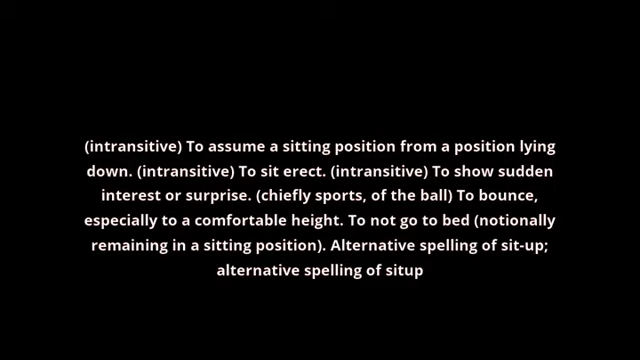 (intransitive) To assume a sitting position from a position lying
down. (intransitive) To sit erect. (intransitive) To show sudden
interest or surprise. (chiefly sports, of the ball) To bounce,
especially to a comfortable height. To not go to bed (notionally
remaining in a sitting position). Alternative spelling of sit-up;
alternative spelling of situp